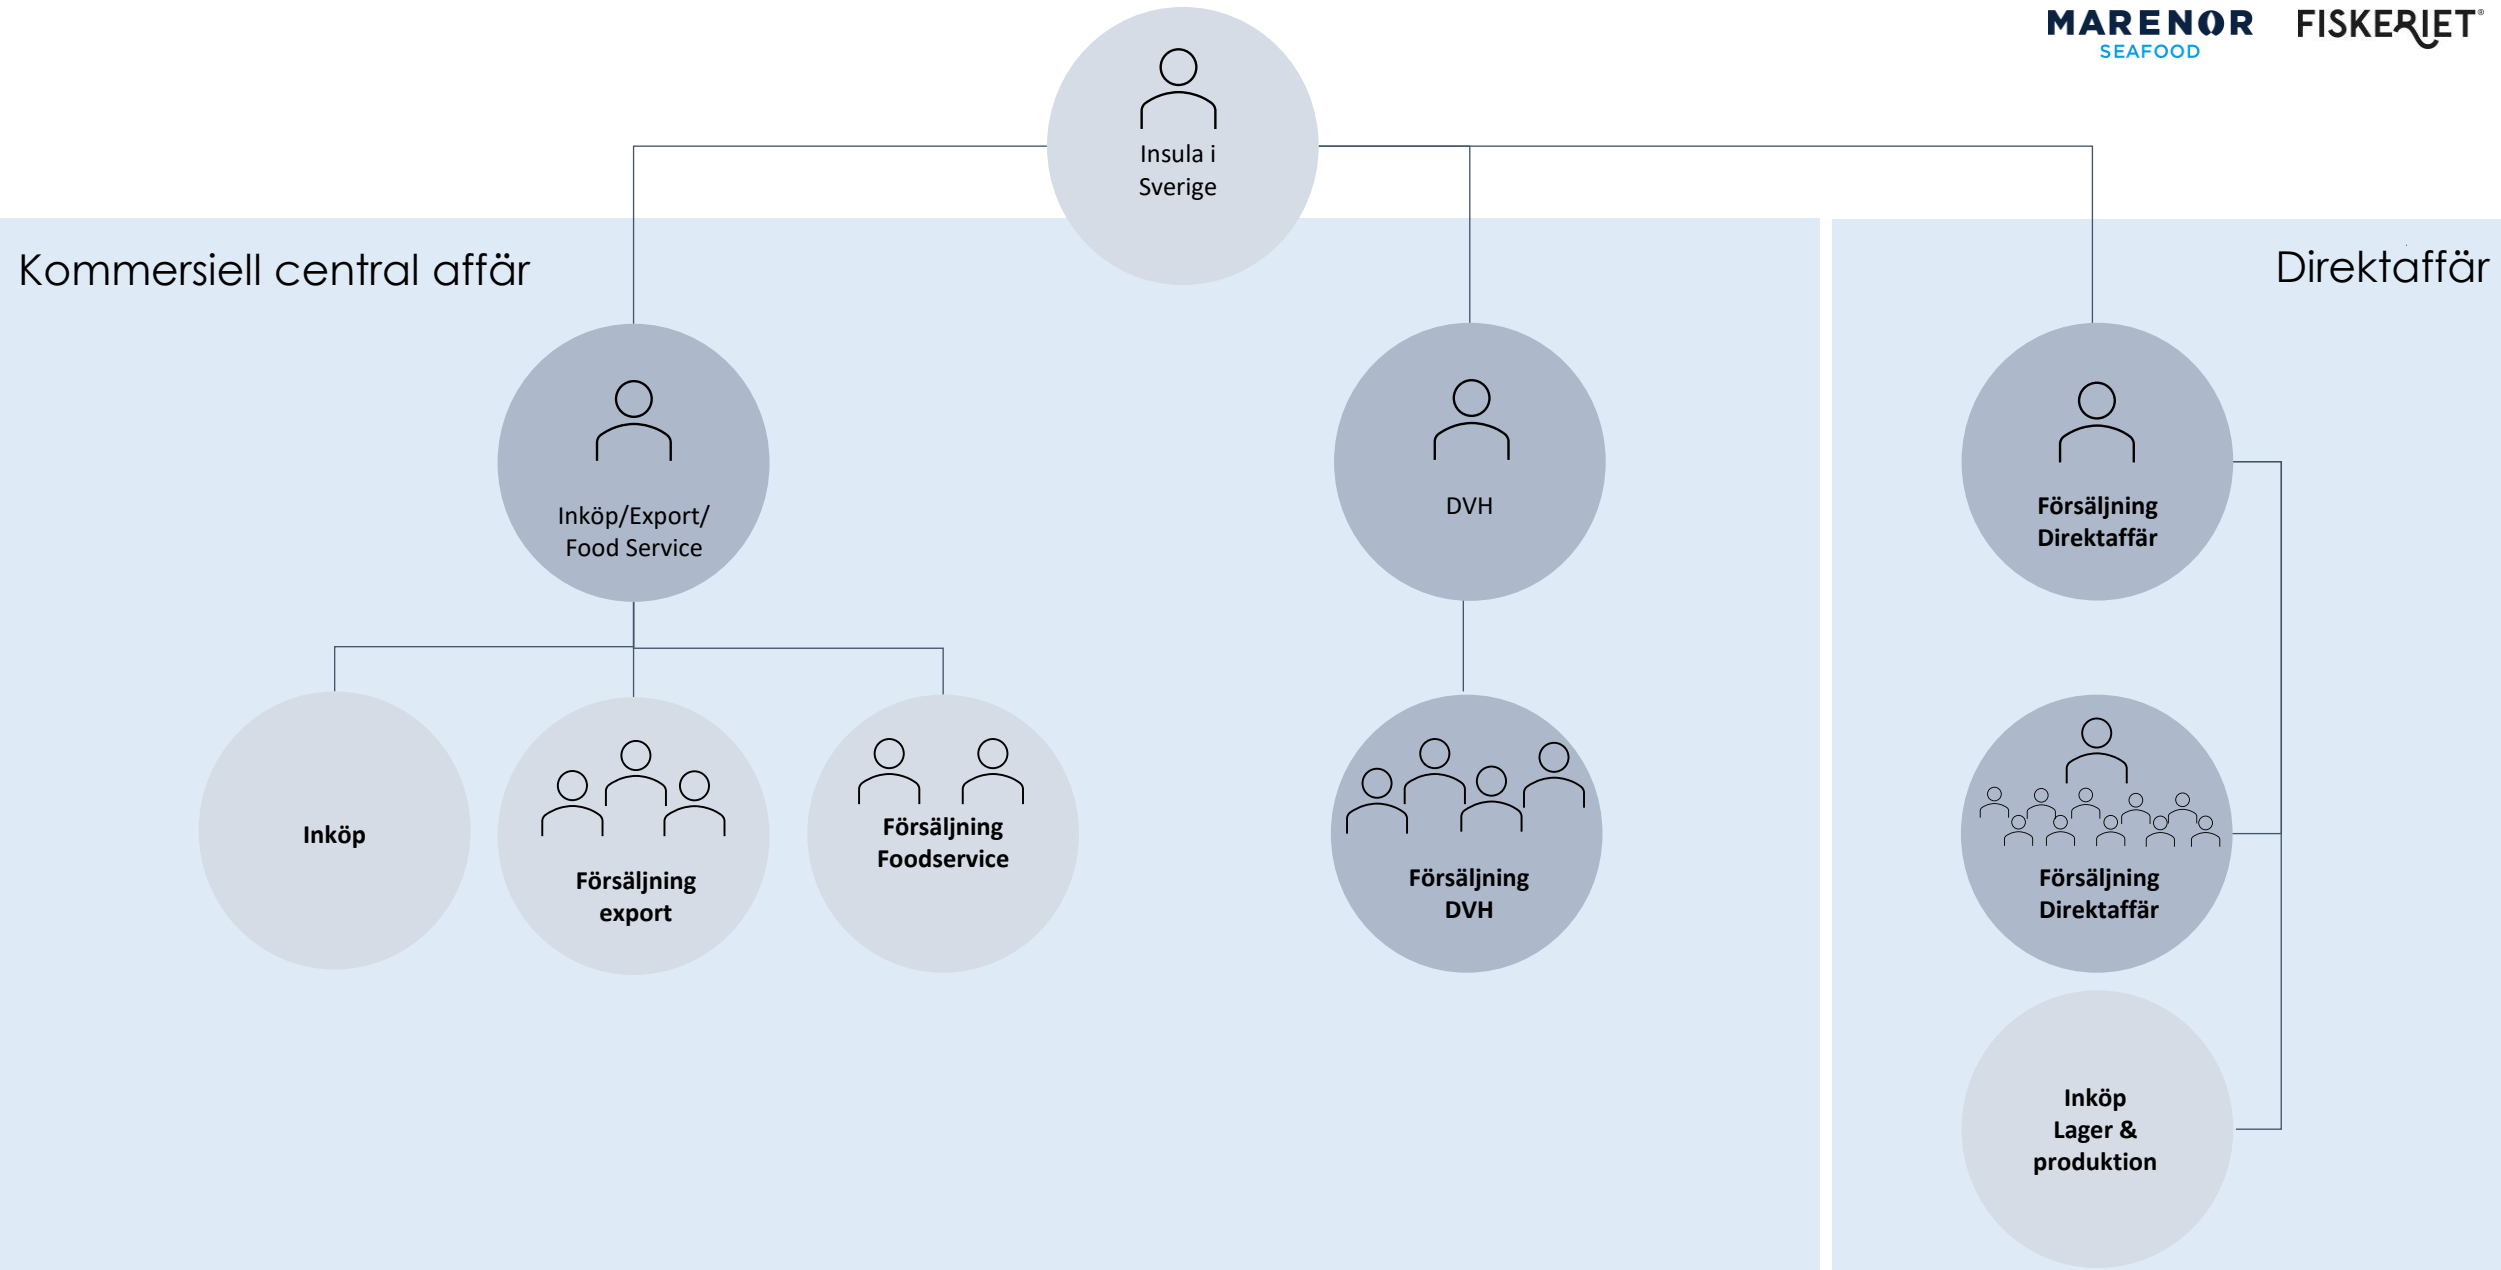 MARENOR
SEAFOOD
FISKERIET®
Insula i
Sverige
Kommersiell central affär
Direktaffär
Inköp/Export/
Food Service
DVH
Försäljning
Direktaffär
Inköp
Försäljning
export
Försäljning
Foodservice
Försäljning
DVH
Försäljning
Direktaffär
Inköp
Lager &
produktion